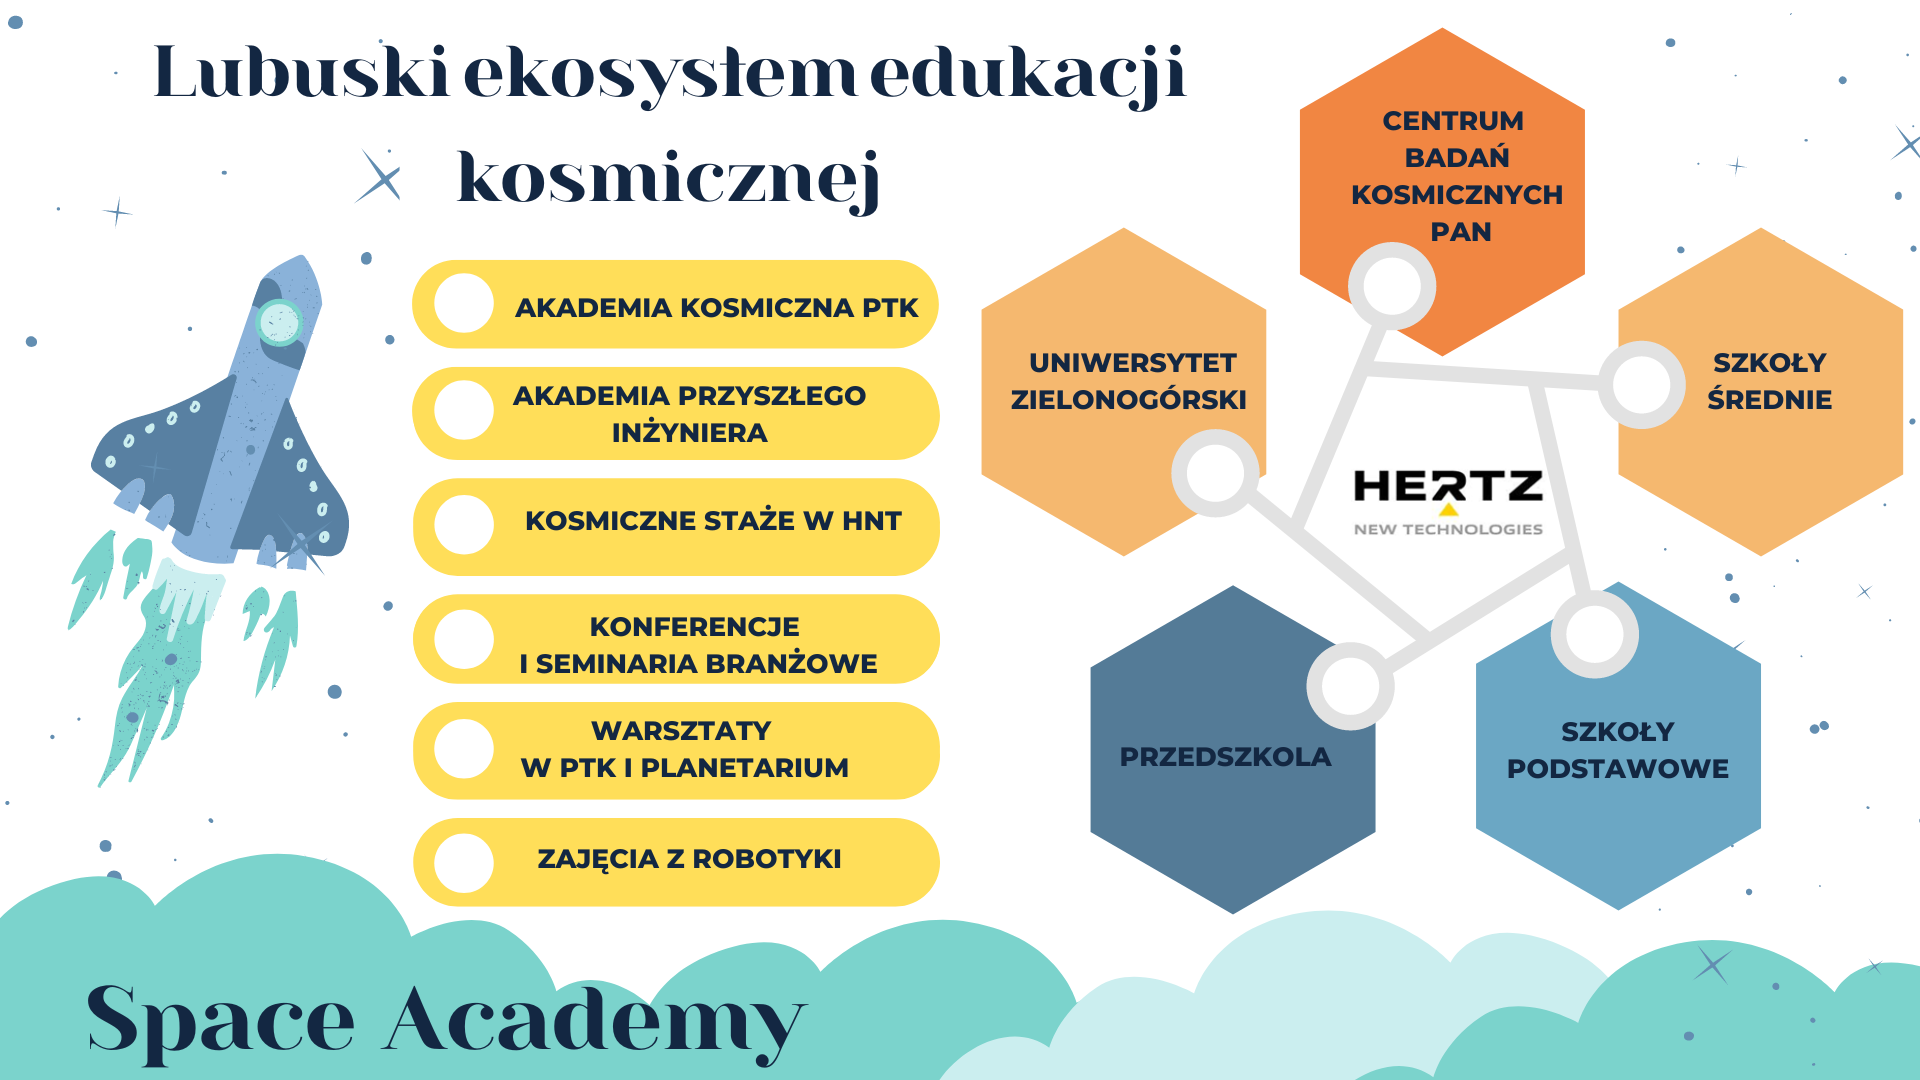 Lubuski ekosystem edukacji
kosmicznej
AKADEMIA KOSMICZNA PTK
AKADEMIA PRZYSZŁEGO
INŻYNIERA
KOSMICZNE STAŻE W HNT
KONFERENCJE
I SEMINARIA BRANŻOWE
WARSZTATY
W PTK I PLANETARIUM
ZAJĘCIA Z ROBOTYKI
CENTRUM
BADAŃ
KOSMICZNYCH
PAN
UNIWERSYTET
ZIELONOGÓRSKI
SZKOŁY
ŚREDNIE
HERTZ
NEW TECHNOLOGIES
PRZEDSZKOLA
SZKOŁY
PODSTAWOWE
Space Academy